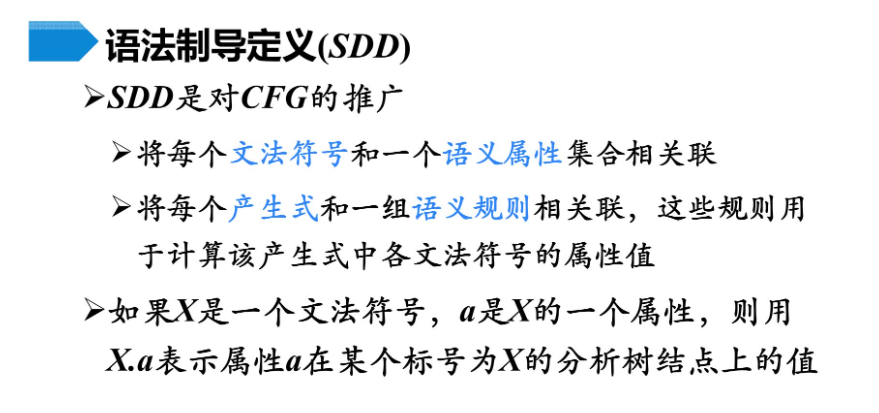 语法制导定义(SDD)
➢SDD是对CFG的推广
➢将每个文法符号和一个语义属性集合相关联
➢将每个产生式和一组语义规则相关联，这些规则用
于计算该产生式中各文法符号的属性值
➢如果X是一个文法符号，a是X的一个属性，则用
X.a表示属性a在某个标号为X的分析树结点上的值